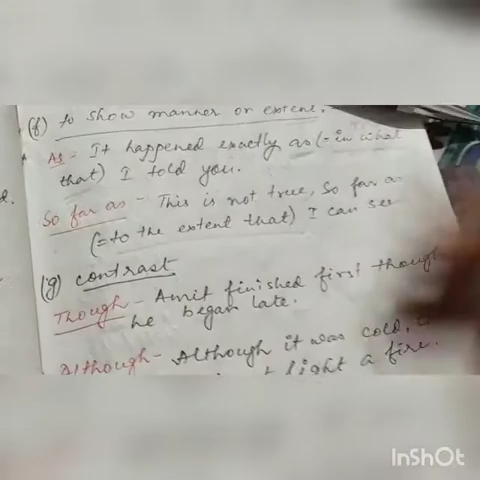 (f) to show manner or extent.
As - It happened exactly as (= in what
that) I told you.
d.
So far as - This is not true, so far as
(= to the extent that) I can see
(g) contrast
Though - Amit finished first though
he began late.
Although - Although it was cold,
light a fire.
InShOt